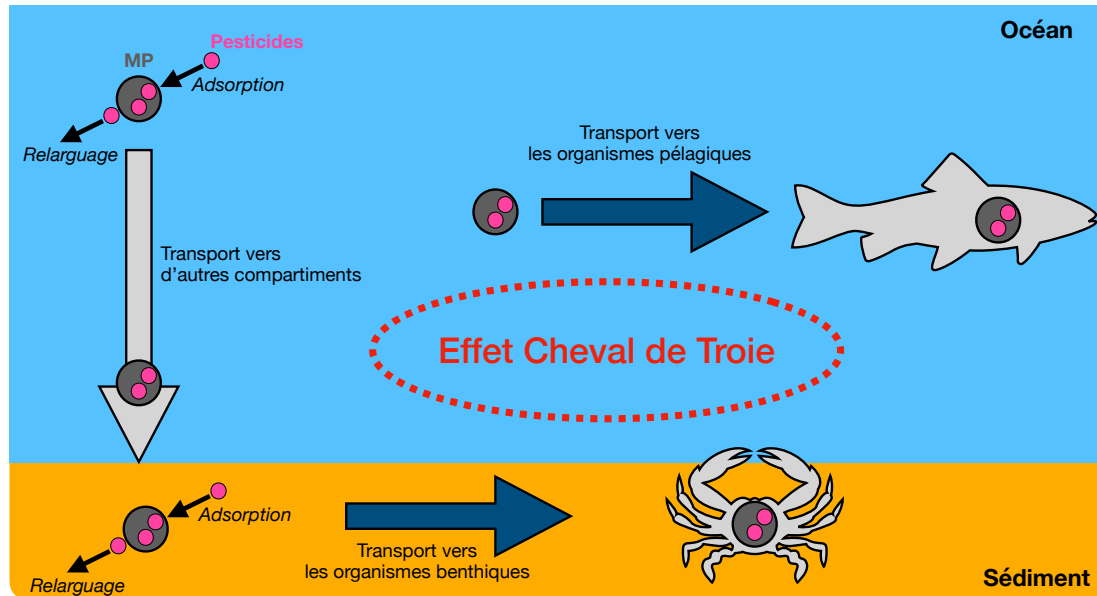 Océan
Pesticides
MP
Adsorption
Relarguage
Transport vers
les organismes pélagiques
Transport vers
d'autres compartiments
Effet Cheval de Troie
Adsorption
Relarguage
Transport vers
les organismes benthiques
Sédiment